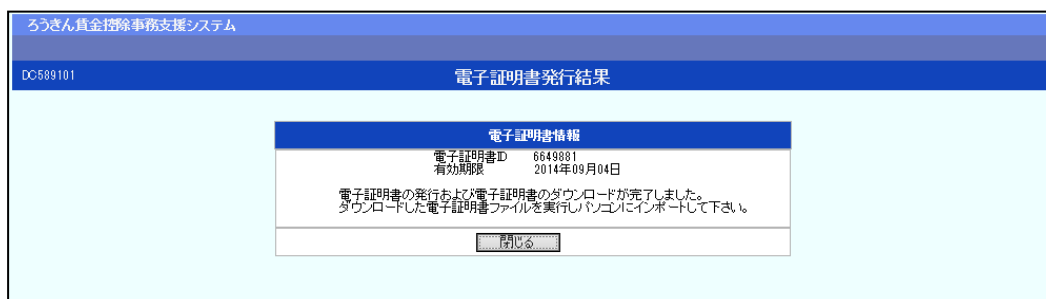 ろうきん賃金控除事務支援システム
DC589101 電子証明書発行結果
電子証明書情報
電子証明書ID 6649881
有効期限 2014年09月04日
電子証明書の発行および電子証明書のダウンロードが完了しました。
ダウンロードした電子証明書ファイルを実行しパソコンにインポートして下さい。
閉じる